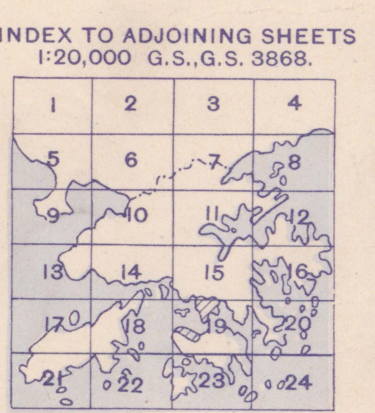 INDEX TO ADJOINING SHEETS
1:20,000 G.S.,G.S. 3868.
1 2 3 4
5 6 7 8
9 10 11 12
13 14 15 16
17 18 19 20
21 22 23 24